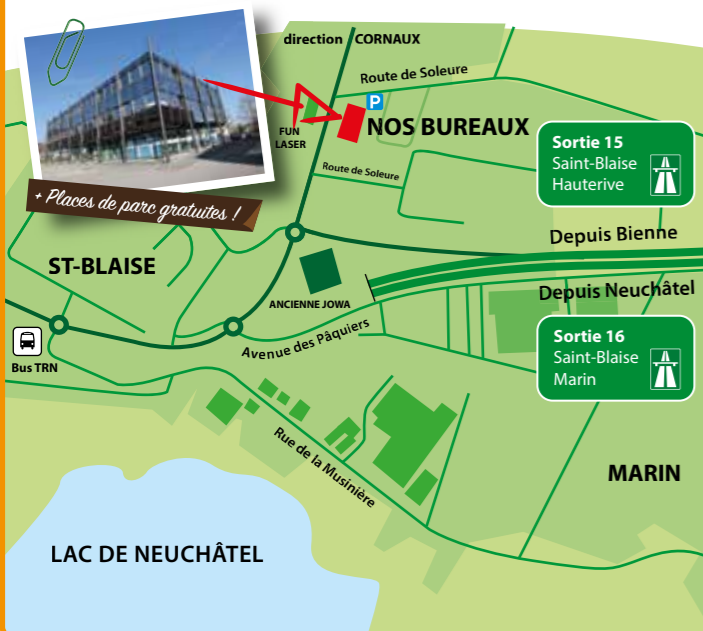 direction CORNAUX
Route de Soleure
P
NOS BUREAUX
FUN
LASER
Route de Soleure
+ Places de parc gratuites !
Sortie 15
Saint-Blaise
Hauterive
Depuis Bienne
ST-BLAISE
ANCIENNE JOWA
Depuis Neuchâtel
Avenue des Pâquiers
Bus TRN
Sortie 16
Saint-Blaise
Marin
Rue de la Musinière
MARIN
LAC DE NEUCHÂTEL